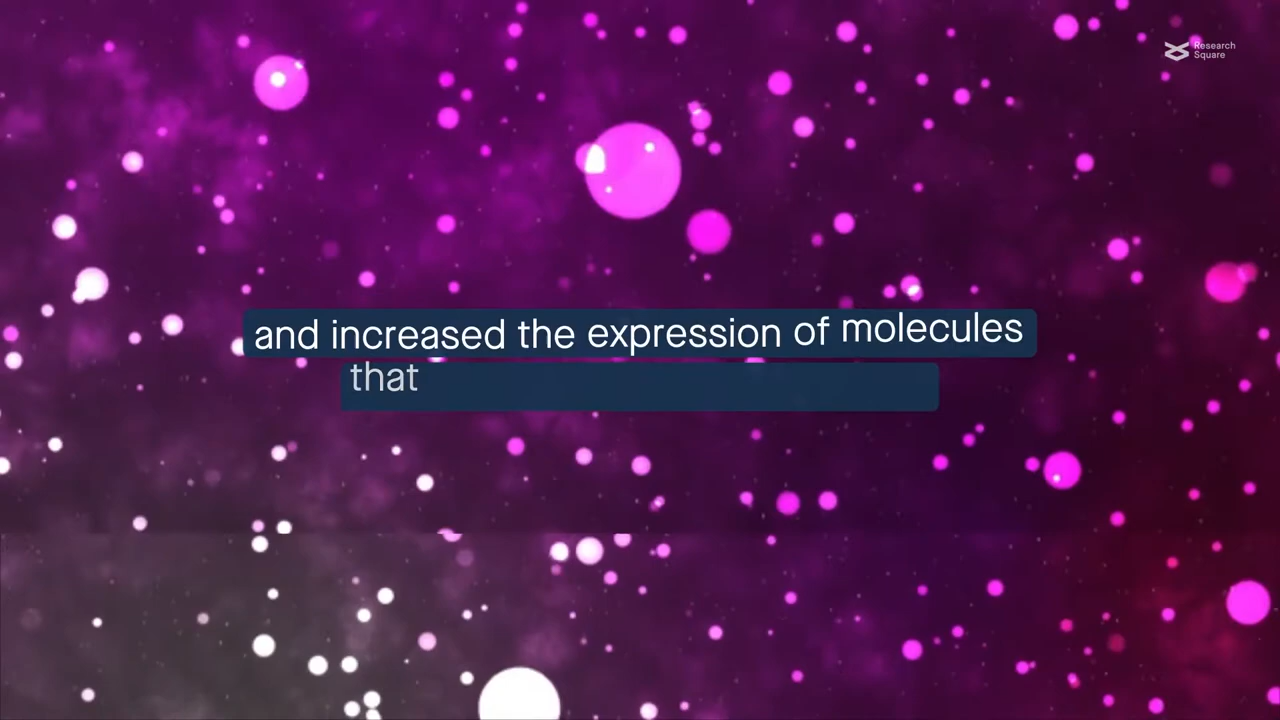 Research
Square
and increased the expression of molecules
that